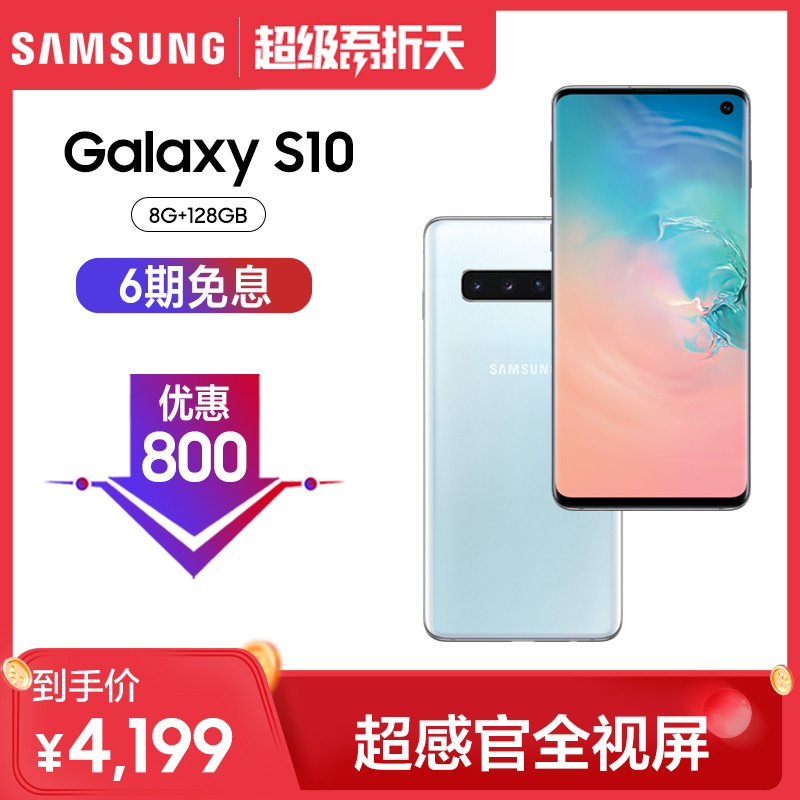 SAMSUNG 超级吾折天
Galaxy S10
8G+128GB
6期免息
优惠
800
SAMSUNG
到手价
¥4,199
超感官全视屏